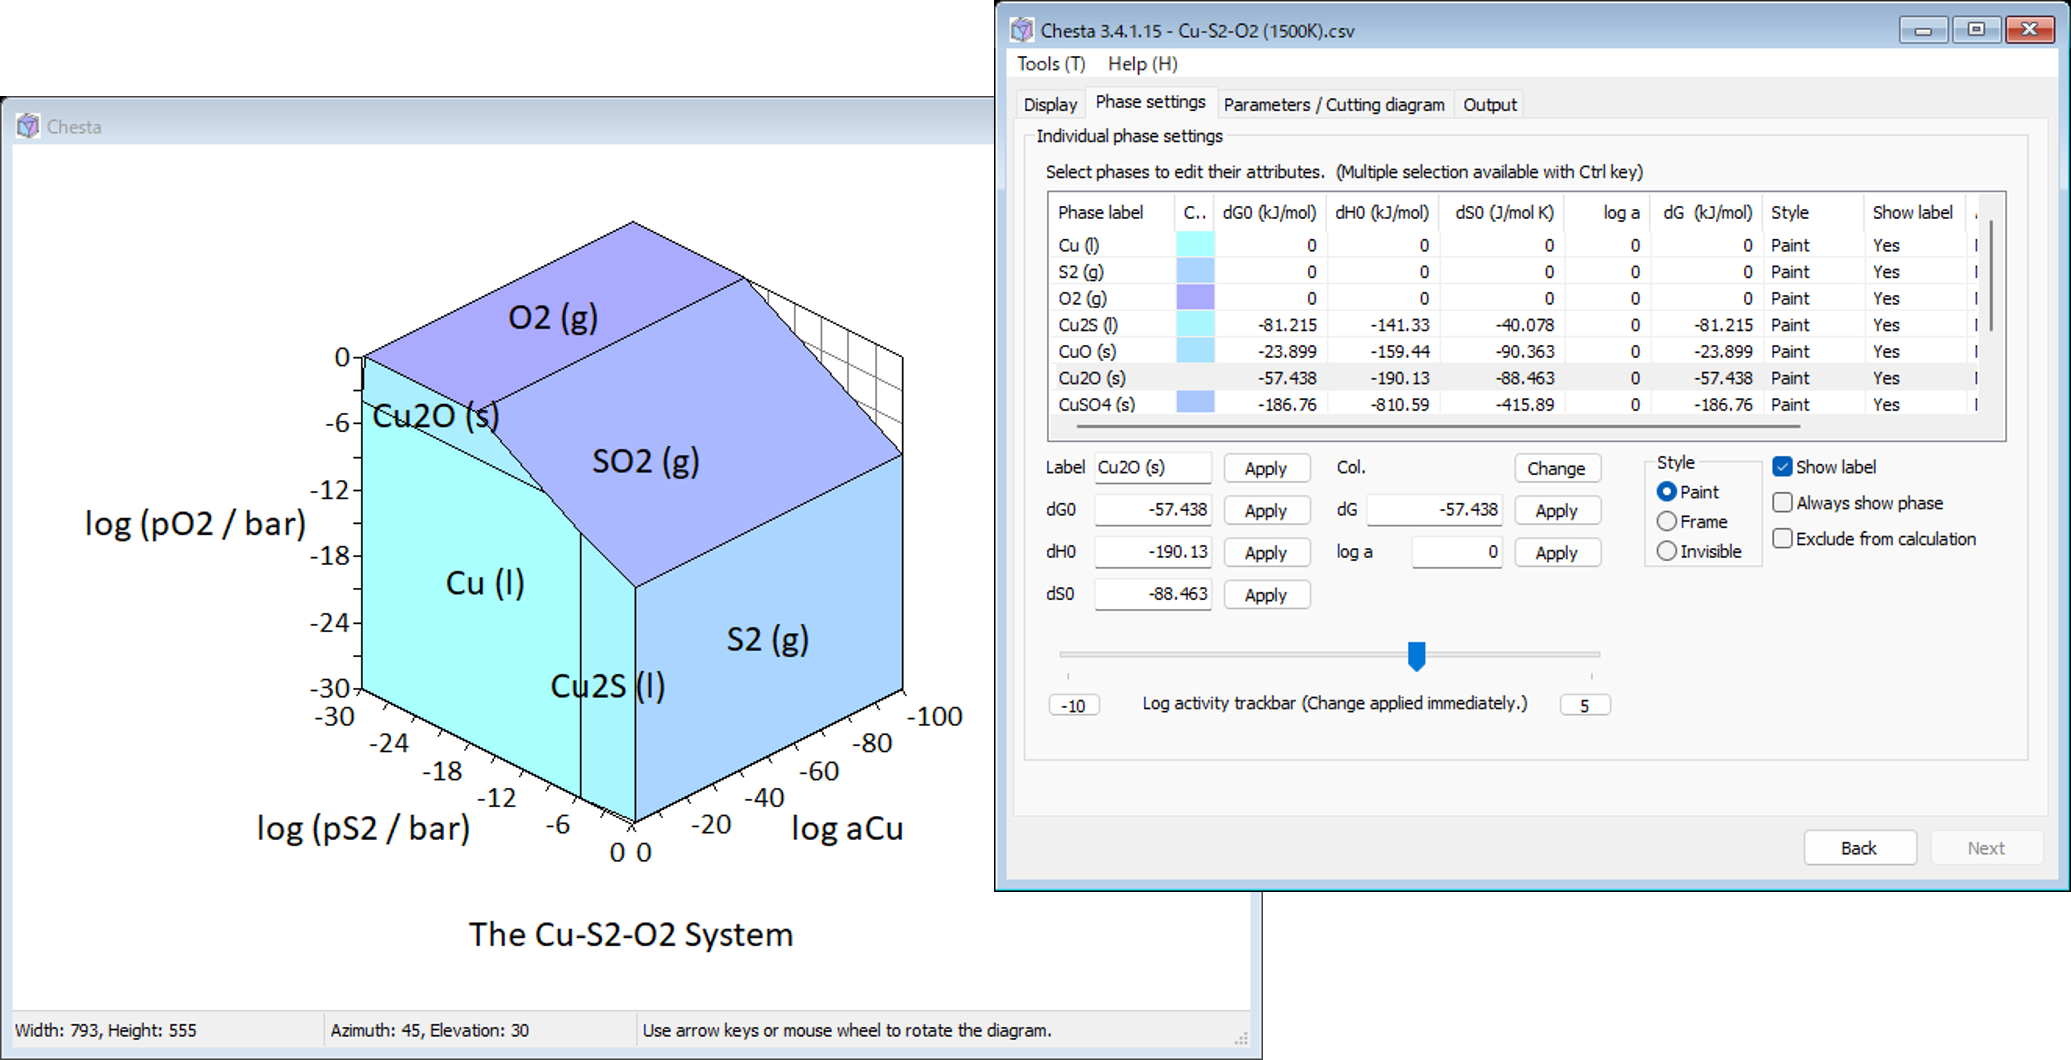 Chesta
O2 (g)
Cu2O (s)
SO2 (g)
Cu (l)
S2 (g)
Cu2S (l)
log (pO2 / bar)
0
-6
-12
-18
-24
-30
-30
-24
-18
-12
-6
0
log (pS2 / bar)
0
-20
-40
-60
-80
-100
log aCu
The Cu-S2-O2 System
Width: 793, Height: 555
Azimuth: 45, Elevation: 30
Use arrow keys or mouse wheel to rotate the diagram.
Chesta 3.4.1.15 - Cu-S2-O2 (1500K).csv
Tools (T) Help (H)
Display Phase settings Parameters / Cutting diagram Output
Individual phase settings
Select phases to edit their attributes. (Multiple selection available with Ctrl key)
Phase label C.. dG0 (kJ/mol) dH0 (kJ/mol) dS0 (J/mol K) log a dG (kJ/mol) Style Show label
Cu (l) 0 0 0 0 0 Paint Yes
S2 (g) 0 0 0 0 0 Paint Yes
O2 (g) 0 0 0 0 0 Paint Yes
Cu2S (l) -81.215 -141.33 -40.078 0 -81.215 Paint Yes
CuO (s) -23.899 -159.44 -90.363 0 -23.899 Paint Yes
Cu2O (s) -57.438 -190.13 -88.463 0 -57.438 Paint Yes
CuSO4 (s) -186.76 -810.59 -415.89 0 -186.76 Paint Yes
Label Cu2O (s) Apply Col. Change
dG0 -57.438 Apply dG -57.438 Apply
dH0 -190.13 Apply log a 0 Apply
dS0 -88.463 Apply
Style
Paint
Frame
Invisible
Show label
Always show phase
Exclude from calculation
-10 Log activity trackbar (Change applied immediately.) 5
Back Next